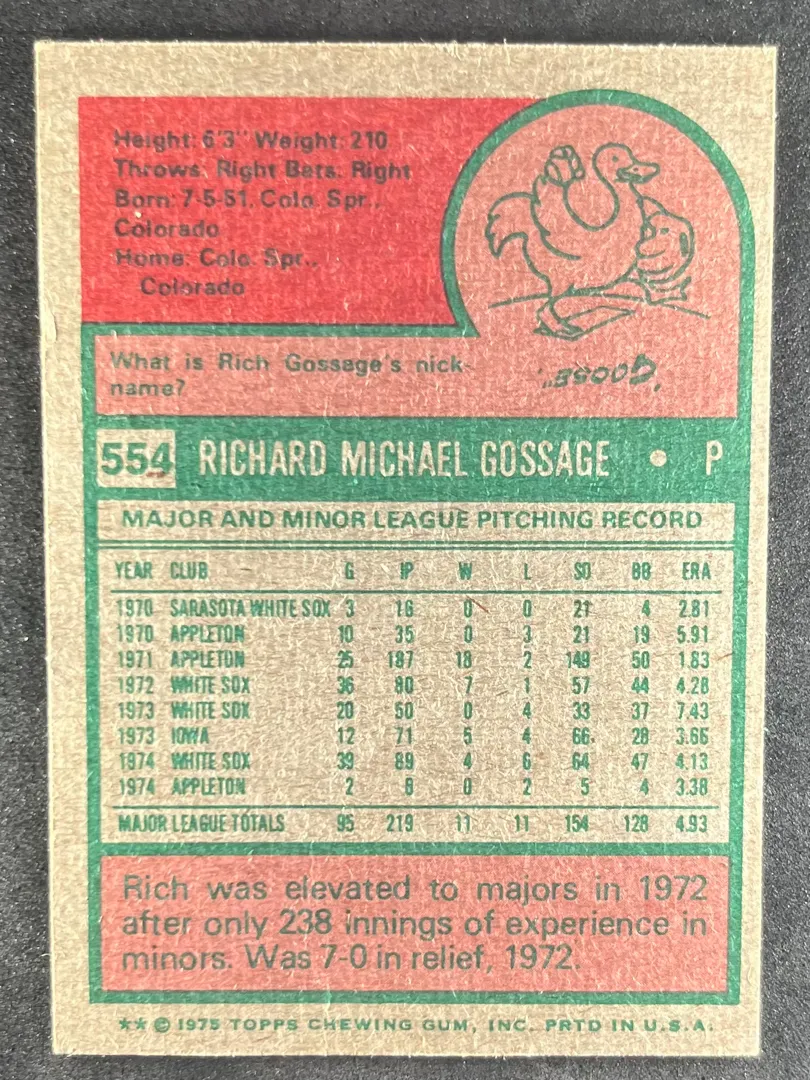 Height: 6'3" Weight: 210
Throws: Right Bats: Right
Born: 7-5-51, Colo. Spr.,
Colorado
Home: Colo. Spr.,
Colorado
What is Rich Gossage's nick-
name?
"Goose."
554 RICHARD MICHAEL GOSSAGE • P
MAJOR AND MINOR LEAGUE PITCHING RECORD
YEAR CLUB G IP W L SO BB ERA
1970 SARASOTA WHITE SOX 3 16 0 0 21 4 2.81
1970 APPLETON 10 35 0 3 21 19 5.91
1971 APPLETON 25 187 18 2 149 50 1.83
1972 WHITE SOX 36 80 7 1 57 44 4.28
1973 WHITE SOX 20 50 0 4 33 37 7.43
1973 IOWA 12 71 5 4 66 28 3.66
1974 WHITE SOX 39 89 4 6 64 47 4.13
1974 APPLETON 2 8 0 2 5 4 3.38
MAJOR LEAGUE TOTALS 95 219 11 11 154 128 4.93
Rich was elevated to majors in 1972
after only 238 innings of experience in
minors. Was 7-0 in relief, 1972.
** © 1975 TOPPS CHEWING GUM, INC. PRTD IN U.S.A.